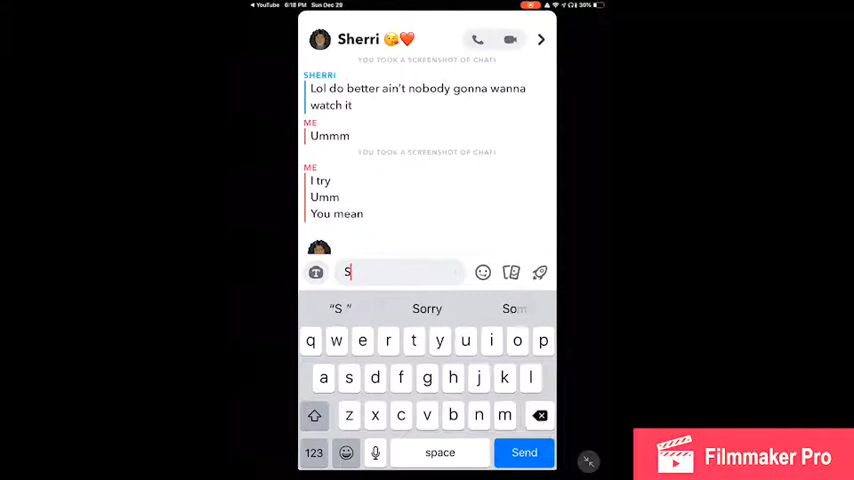 YouTube 6:18 PM Sun Dec 29 38%
Sherri 😘❤️
YOU TOOK A SCREENSHOT OF CHAT!
SHERRI
Lol do better ain't nobody gonna wanna
watch it
ME
Ummm
YOU TOOK A SCREENSHOT OF CHAT!
ME
I try
Umm
You mean
T S
"S " Sorry Som
q w e r t y u i o p
a s d f g h j k l
z x c v b n m
123 space Send
Filmmaker Pro